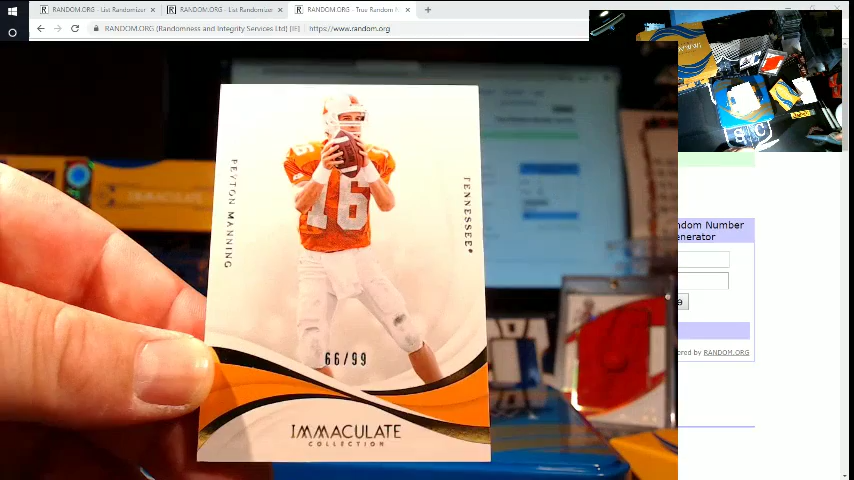 RANDOM.ORG - List Randomizer
RANDOM.ORG - List Randomizer
RANDOM.ORG - True Random N
RANDOM.ORG (Randomness and Integrity Services Ltd) [IE]
https://www.random.org
PEYTON MANNING
TENNESSEE
16
66/99
IMMACULATE
COLLECTION
IMMACULATE
S C
ndom Number
enerator
ored by RANDOM.ORG